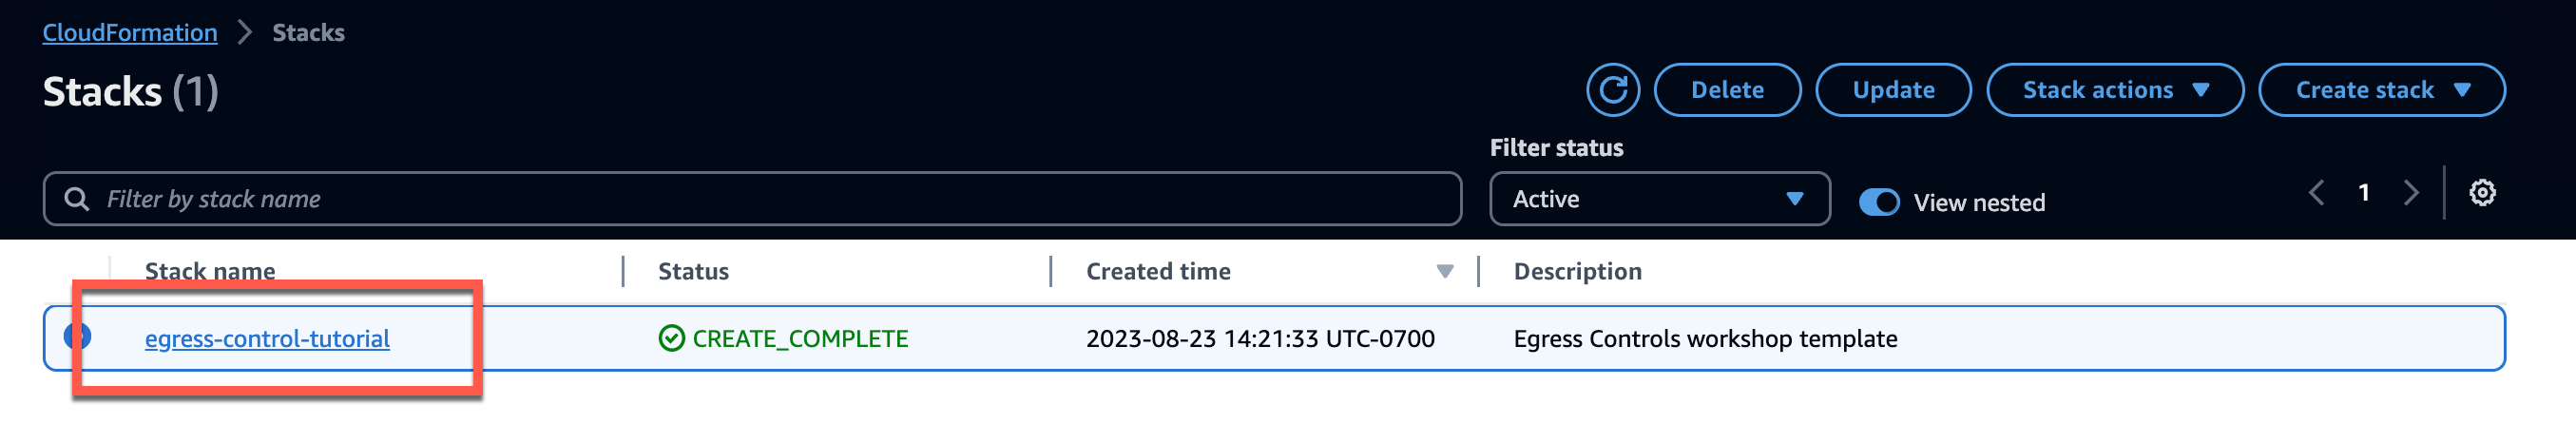 CloudFormation > Stacks
Stacks (1)
Delete
Update
Stack actions
Create stack
Filter by stack name
Filter status
Active
View nested
1
Stack name Status Created time Description
egress-control-tutorial CREATE_COMPLETE 2023-08-23 14:21:33 UTC-0700 Egress Controls workshop template